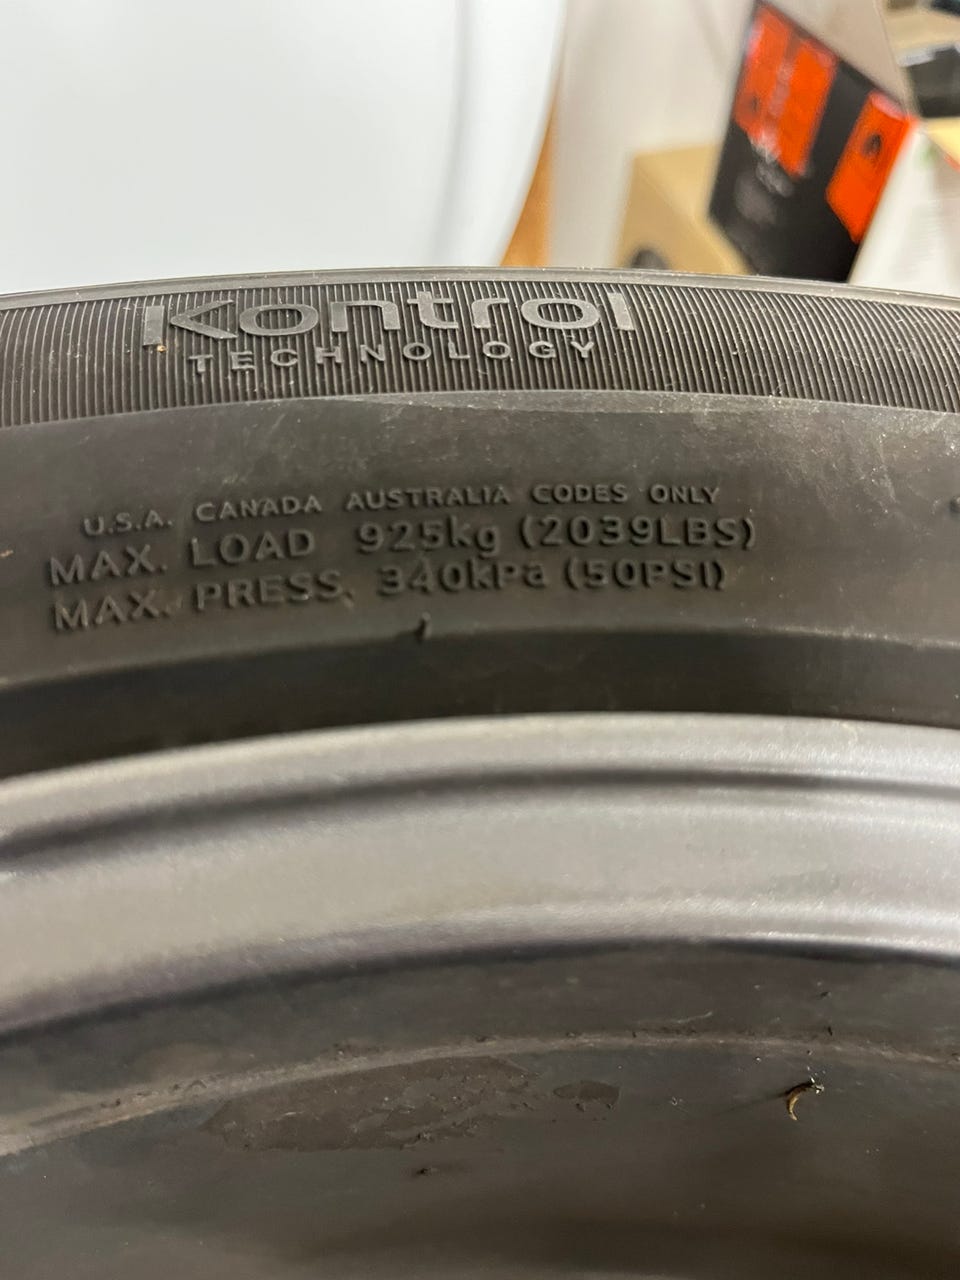 Kontrol
TECHNOLOGY
U.S.A. CANADA AUSTRALIA CODES ONLY
MAX. LOAD 925kg (2039LBS)
MAX. PRESS. 340kPa (50PSI)